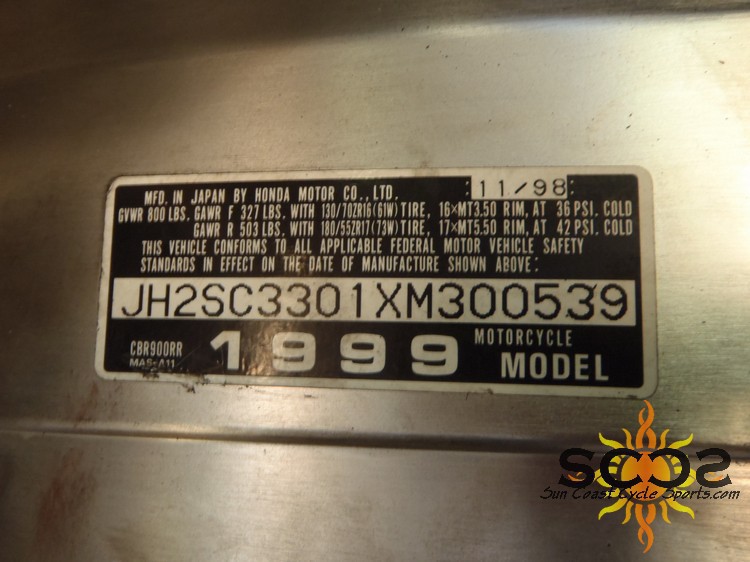 11/98
MFD. IN JAPAN BY HONDA MOTOR CO., LTD.
GVWR 800 LBS. GAWR F 327 LBS. WITH 130/70ZR16(61W) TIRE, 16×MT3.50 RIM, AT 36 PSI. COLD
GAWR R 503 LBS. WITH 180/55ZR17(73W) TIRE, 17×MT5.50 RIM, AT 42 PSI. COLD
THIS VEHICLE CONFORMS TO ALL APPLICABLE FEDERAL MOTOR VEHICLE SAFETY
STANDARDS IN EFFECT ON THE DATE OF MANUFACTURE SHOWN ABOVE:
JH2SC3301XM300539
CBR900RR 1999 MOTORCYCLE
MAS-A11 MODEL
SCCS
Sun Coast Cycle Sports.com